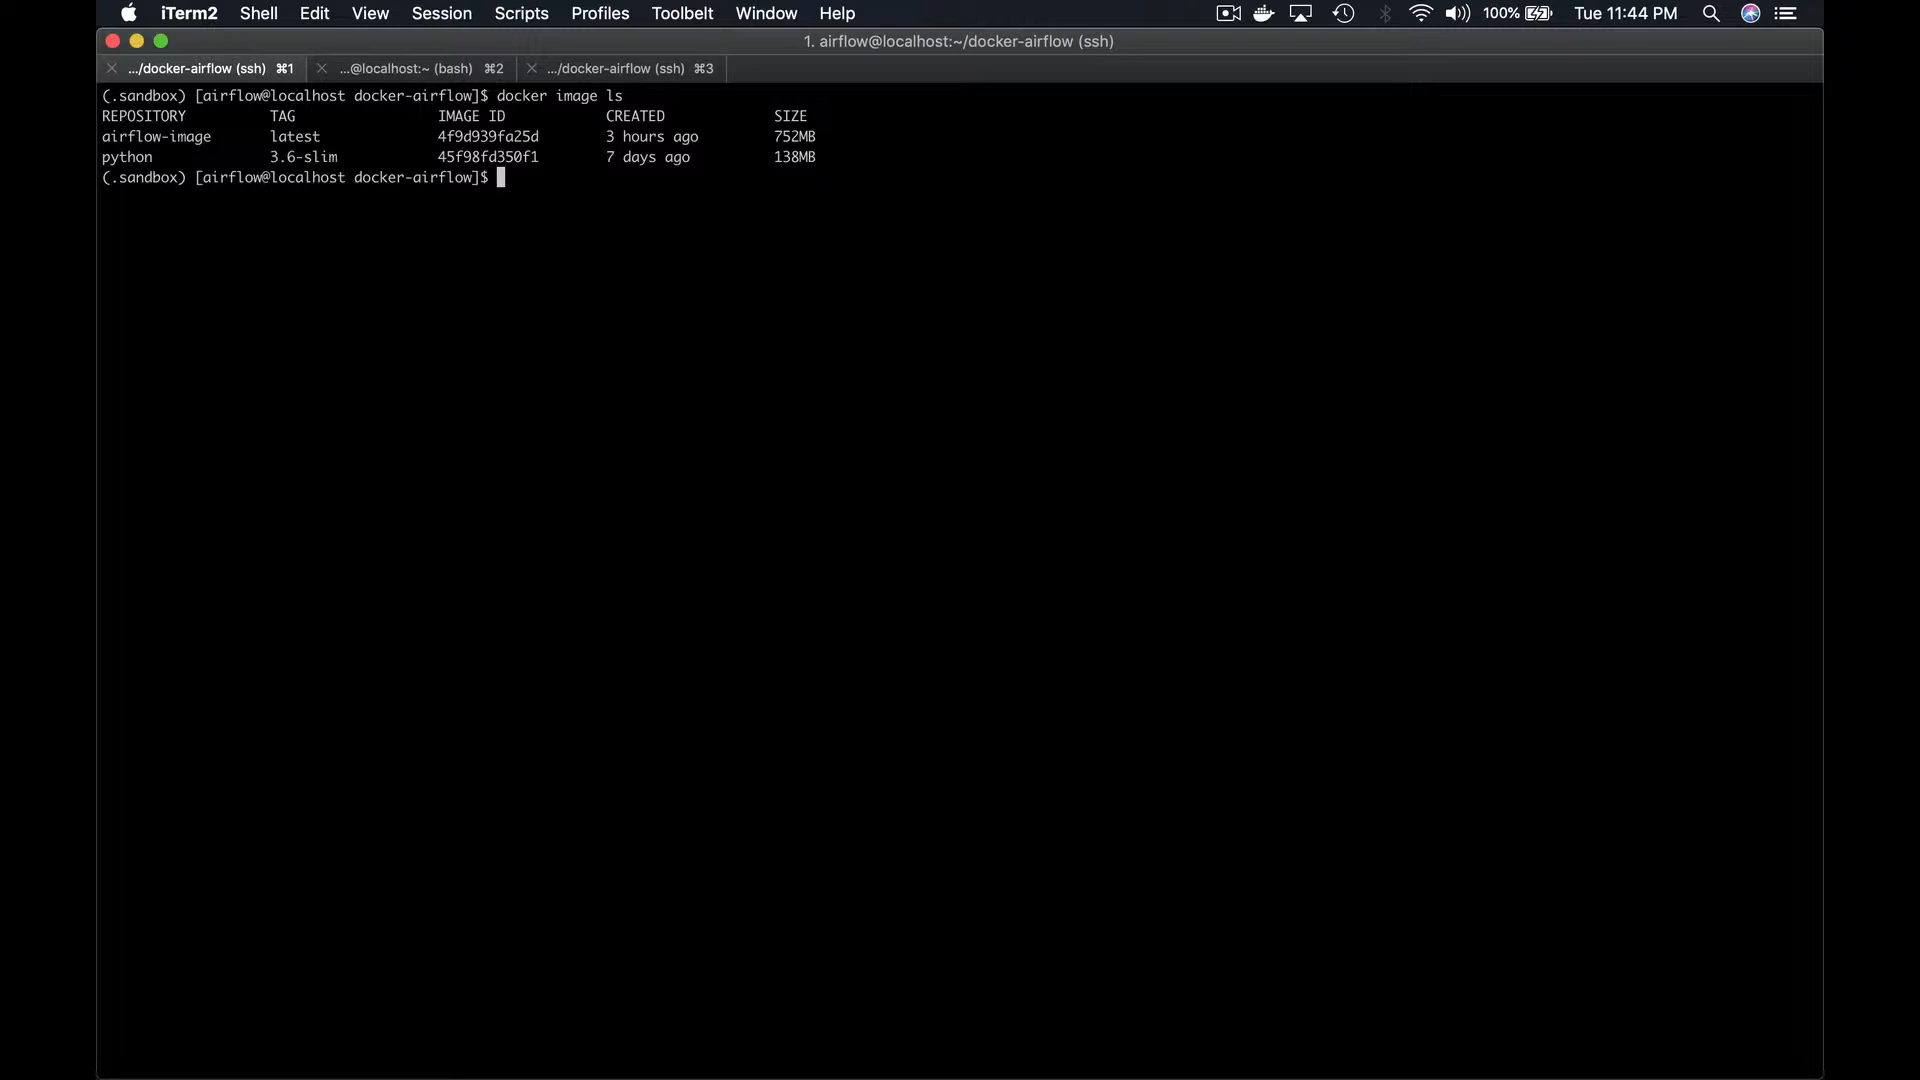 iTerm2 Shell Edit View Session Scripts Profiles Toolbelt Window Help 100% Tue 11:44 PM
1. airflow@localhost:~/docker-airflow (ssh)
.../docker-airflow (ssh) ⌘1 ...@localhost:~ (bash) ⌘2 .../docker-airflow (ssh) ⌘3
(.sandbox) [airflow@localhost docker-airflow]$ docker image ls
REPOSITORY TAG IMAGE ID CREATED SIZE
airflow-image latest 4f9d939fa25d 3 hours ago 752MB
python 3.6-slim 45f98fd350f1 7 days ago 138MB
(.sandbox) [airflow@localhost docker-airflow]$